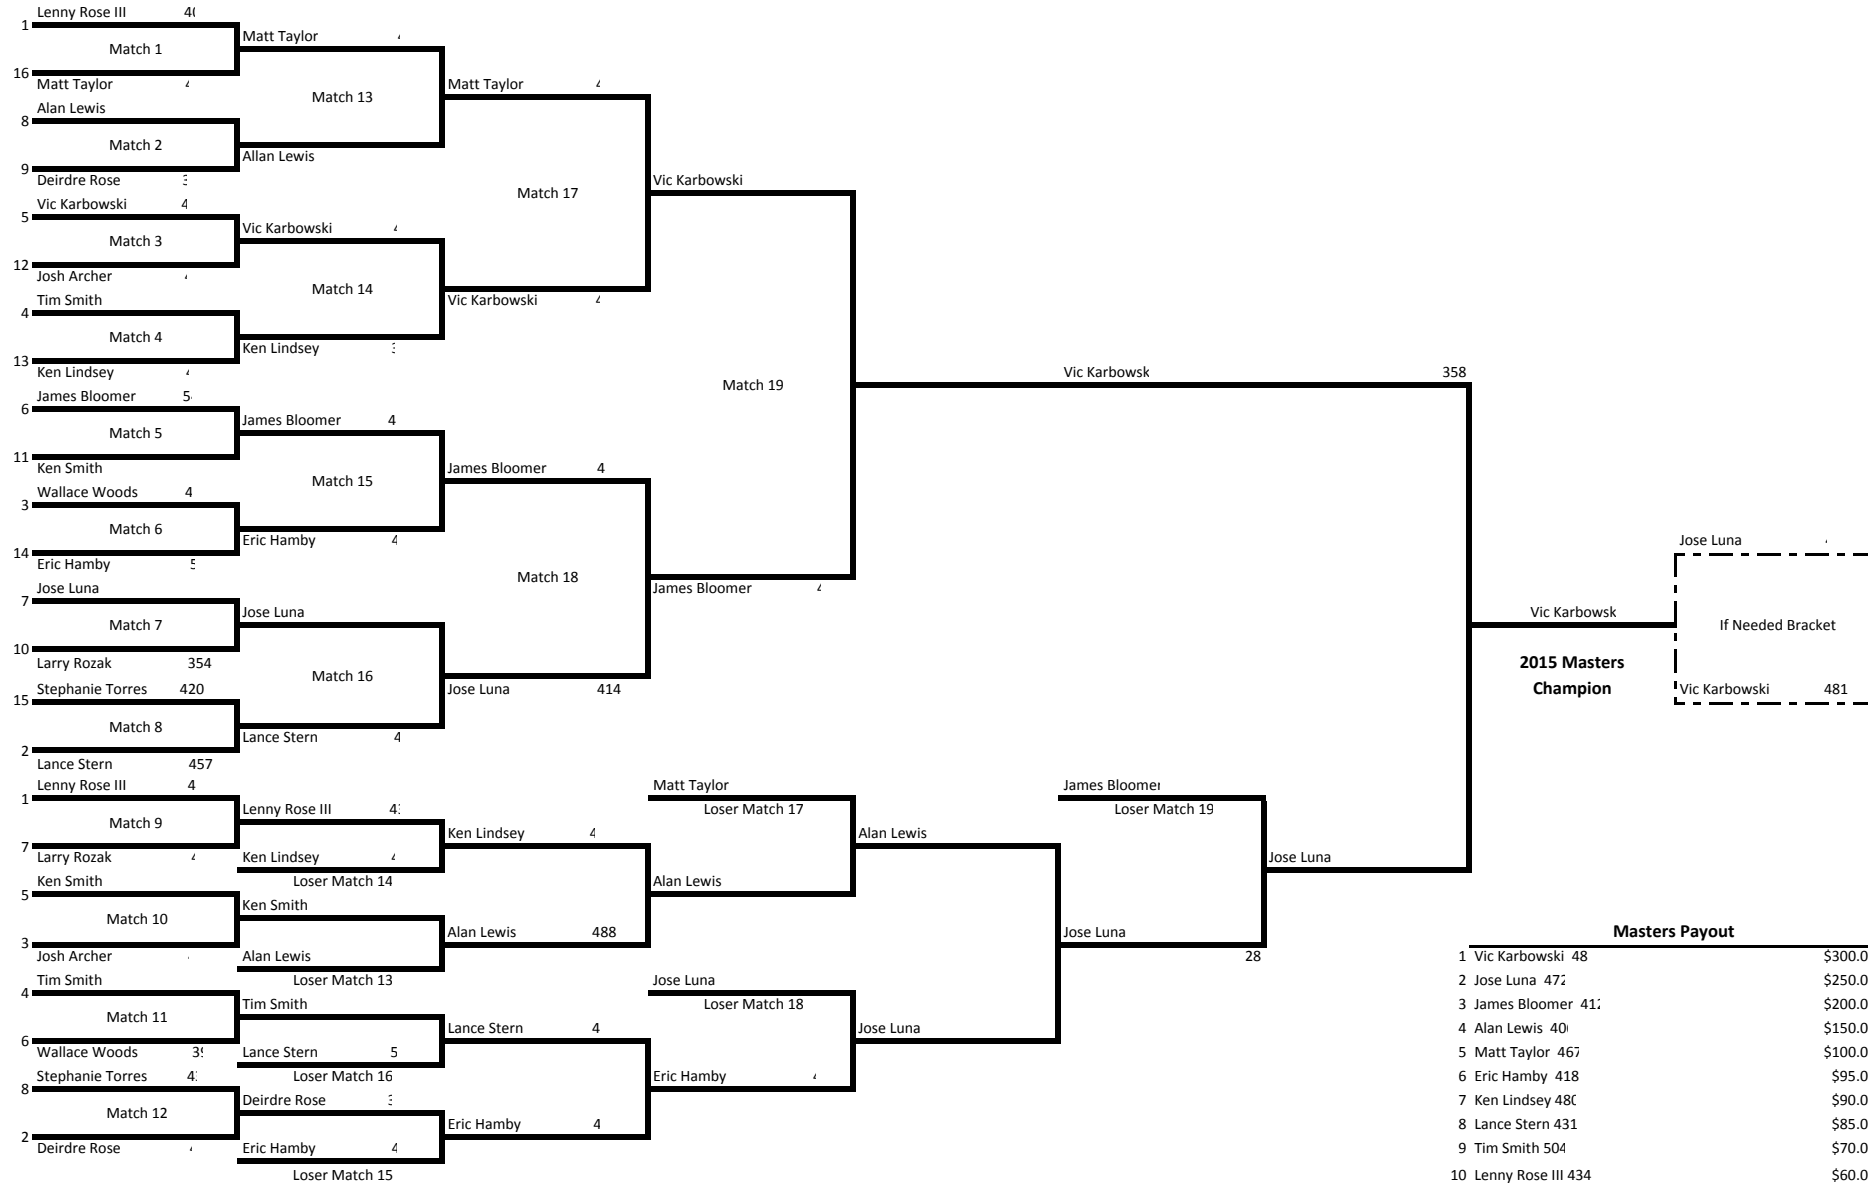 Lenny Rose III
1
Match 1
16
Matt Taylor
Alan Lewis
8
Match 2
9
Deirdre Rose
Vic Karbowski 4
5
Match 3
12
Josh Archer
Tim Smith
4
Match 4
13
Ken Lindsey
James Bloomer 5
6
Match 5
11
Ken Smith
Wallace Woods 4
3
Match 6
14
Eric Hamby
Jose Luna
7
Match 7
10
Larry Rozak 354
Stephanie Torres 420
15
Match 8
2
Lance Stern 457
Matt Taylor
Match 13
Allan Lewis
Vic Karbowski
Match 14
Ken Lindsey
James Bloomer 4
Match 15
Eric Hamby 4
Jose Luna
Match 16
Lance Stern 4
Matt Taylor
Match 17
Vic Karbowski
James Bloomer 4
Match 18
Jose Luna 414
Vic Karbowski
Match 19
James Bloomer
Vic Karbowsk 358
Vic Karbowsk
2015 Masters
Champion
Jose Luna
If Needed Bracket
Vic Karbowski 481
Lenny Rose III 4
1
Match 9
7
Larry Rozak
Ken Smith
5
Match 10
3
Josh Archer
Tim Smith
4
Match 11
6
Wallace Woods
Stephanie Torres
8
Match 12
2
Deirdre Rose
Lenny Rose III
Ken Lindsey
Loser Match 14
Ken Smith
Alan Lewis
Loser Match 13
Tim Smith
Lance Stern 5
Loser Match 16
Deirdre Rose
Eric Hamby 4
Loser Match 15
Ken Lindsey 4
Alan Lewis 488
Lance Stern 4
Eric Hamby 4
Matt Taylor
Loser Match 17
Alan Lewis
Jose Luna
Loser Match 18
Eric Hamby
Alan Lewis
Jose Luna
James Bloomer
Loser Match 19
Jose Luna
28
Jose Luna
Masters Payout
1 Vic Karbowski 48 $300.0
2 Jose Luna 472 $250.0
3 James Bloomer 412 $200.0
4 Alan Lewis $150.0
5 Matt Taylor 467 $100.0
6 Eric Hamby 418 $95.0
7 Ken Lindsey 480 $90.0
8 Lance Stern 431 $85.0
9 Tim Smith 504 $70.0
10 Lenny Rose III 434 $60.0